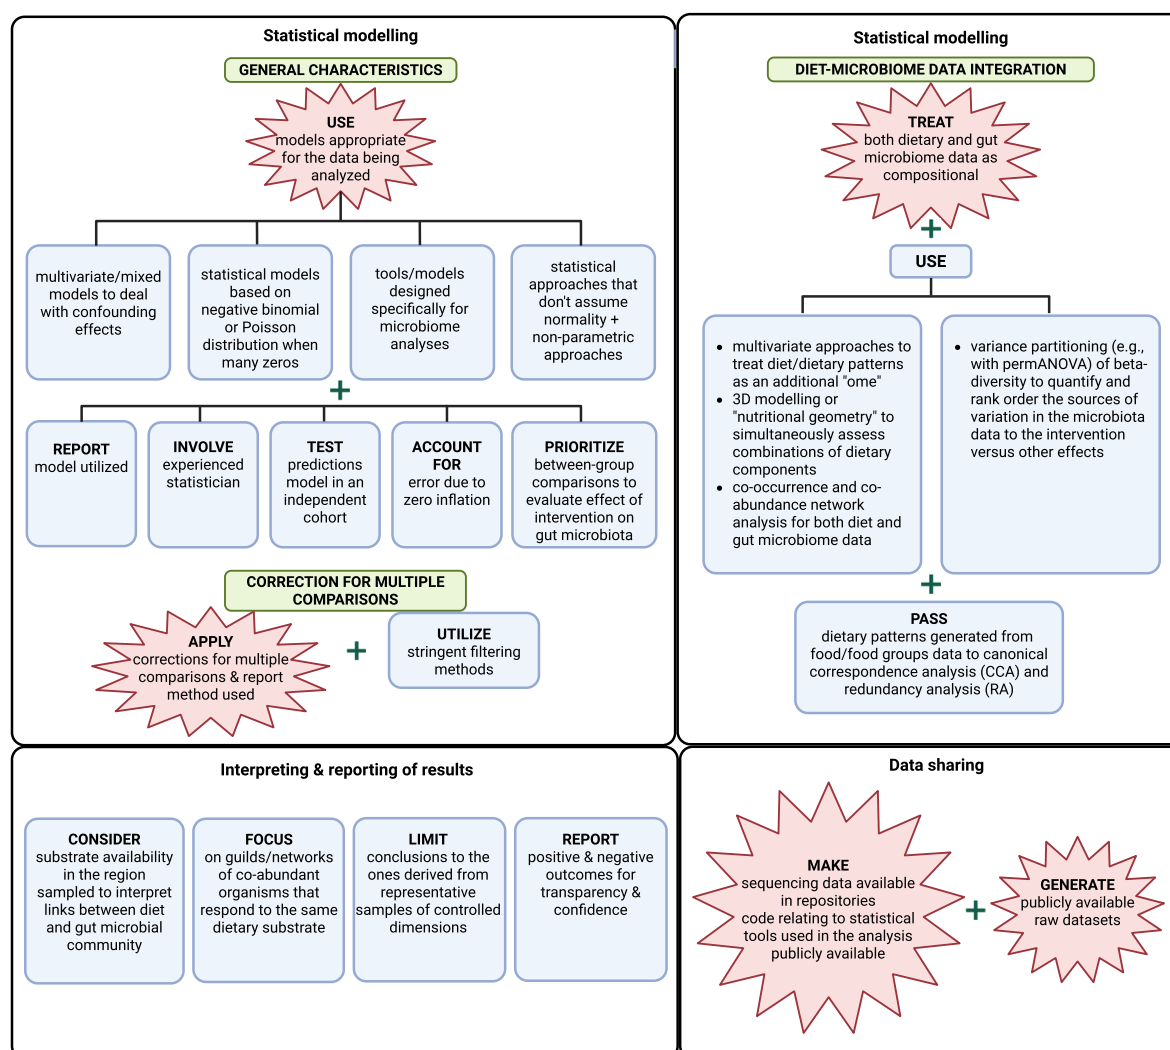 Statistical modelling
GENERAL CHARACTERISTICS
USE
models appropriate
for the data being
analyzed
multivariate/mixed
models to deal
with confounding
effects
statistical models
based on
negative binomial
or Poisson
distribution when
many zeros
tools/models
designed
specifically for
microbiome
analyses
statistical
approaches that
don't assume
normality +
non-parametric
approaches
+
REPORT
model utilized
INVOLVE
experienced
statistician
TEST
predictions
model in an
independent
cohort
ACCOUNT
FOR
error due to
zero inflation
PRIORITIZE
between-group
comparisons to
evaluate effect of
intervention on
gut microbiota
CORRECTION FOR MULTIPLE
COMPARISONS
APPLY
corrections for multiple
comparisons & report
method used
+
UTILIZE
stringent filtering
methods
Statistical modelling
DIET-MICROBIOME DATA INTEGRATION
TREAT
both dietary and gut
microbiome data as
compositional
+
USE
• multivariate approaches to
treat diet/dietary patterns
as an additional "ome"
• 3D modelling or
"nutritional geometry" to
simultaneously assess
combinations of dietary
components
• co-occurrence and co-
abundance network
analysis for both diet and
gut microbiome data
• variance partitioning (e.g.,
with permANOVA) of beta-
diversity to quantify and
rank order the sources of
variation in the microbiota
data to the intervention
versus other effects
+
PASS
dietary patterns generated from
food/food groups data to canonical
correspondence analysis (CCA) and
redundancy analysis (RA)
Interpreting & reporting of results
CONSIDER
substrate availability
in the region
sampled to interpret
links between diet
and gut microbial
community
FOCUS
on guilds/networks
of co-abundant
organisms that
respond to the same
dietary substrate
LIMIT
conclusions to the
ones derived from
representative
samples of controlled
dimensions
REPORT
positive & negative
outcomes for
transparency &
confidence
Data sharing
MAKE
sequencing data available
in repositories
code relating to statistical
tools used in the analysis
publicly available
+
GENERATE
publicly available
raw datasets